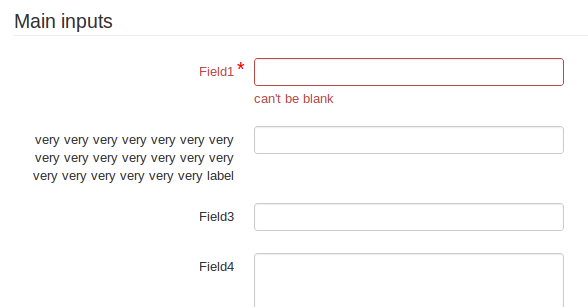 Main inputs
Field1 *
can't be blank
very very very very very very very
very very very very very very very
very very very very very very label
Field3
Field4